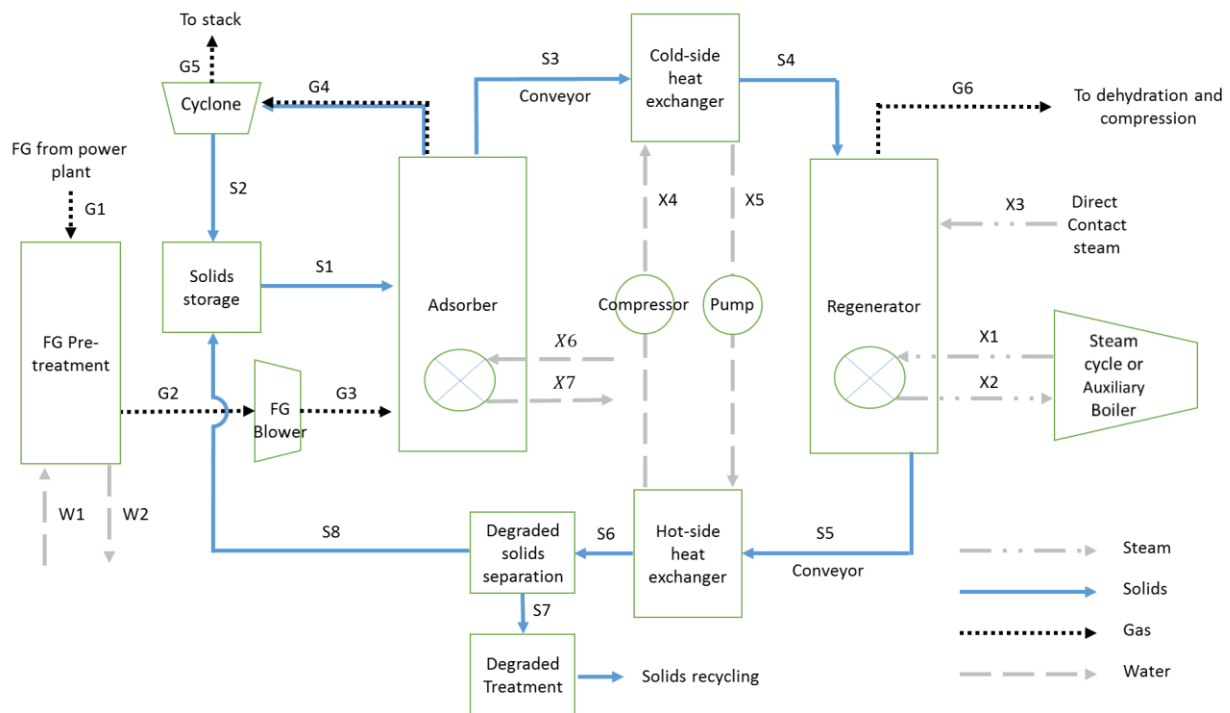 To stack
G5
Cyclone
G4
S3
Conveyor
Cold-side
heat
exchanger
S4
G6
To dehydration and
compression
FG from power
plant
G1
S2
Solids
storage
S1
Adsorber
X4
X5
Compressor
Pump
Regenerator
X3
Direct
Contact
steam
FG Pre-
treatment
G2
FG
Blower
G3
X6
X7
X1
X2
Steam
cycle or
Auxiliary
Boiler
W1
W2
S8
Degraded
solids
separation
S6
Hot-side
heat
exchanger
S5
Conveyor
S7
Degraded
Treatment
Solids recycling
Steam
Solids
Gas
Water